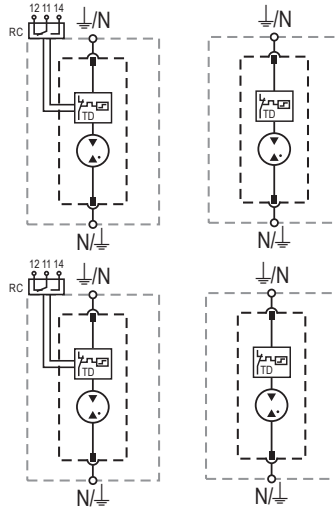 12 11 14
RC
⏚/N
⏚/N
TD
TD
N/⏚
N/⏚
12 11 14
RC
⏚/N
⏚/N
TD
TD
N/⏚
N/⏚